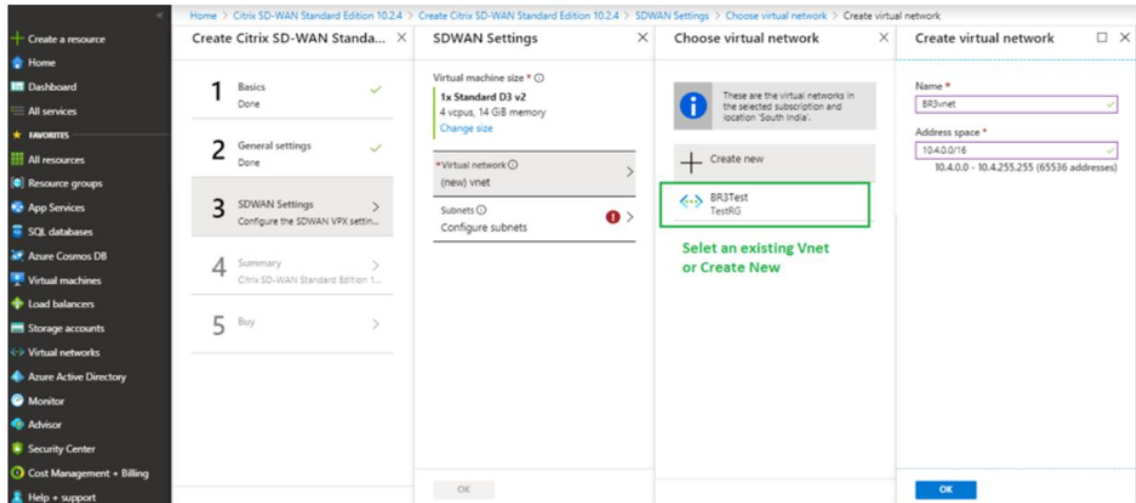 Home > Citrix SD-WAN Standard Edition 10.2.4 > Create Citrix SD-WAN Standard Edition 10.2.4 > SDWAN Settings > Choose virtual network > Create virtual network
Create a resource
Home
Dashboard
All services
FAVORITES
All resources
Resource groups
App Services
SQL databases
Azure Cosmos DB
Virtual machines
Load balancers
Storage accounts
Virtual networks
Azure Active Directory
Monitor
Advisor
Security Center
Cost Management + Billing
Help + support
Create Citrix SD-WAN Standa...
1 Basics
Done
2 General settings
Done
3 SDWAN Settings
Configure the SDWAN VPX settin...
4 Summary
Citrix SD-WAN Standard Edition 1...
5 Buy
SDWAN Settings
Virtual machine size *
1x Standard D3 v2
4 vcpus, 14 GiB memory
Change size
*Virtual network
(new) vnet
Subnets
Configure subnets
OK
Choose virtual network
These are the virtual networks in
the selected subscription and
location 'South India'.
Create new
BR3Test
TestRG
Selet an existing Vnet
or Create New
Create virtual network
Name *
BR3vnet
Address space *
10.4.0.0/16
10.4.0.0 - 10.4.255.255 (65536 addresses)
OK